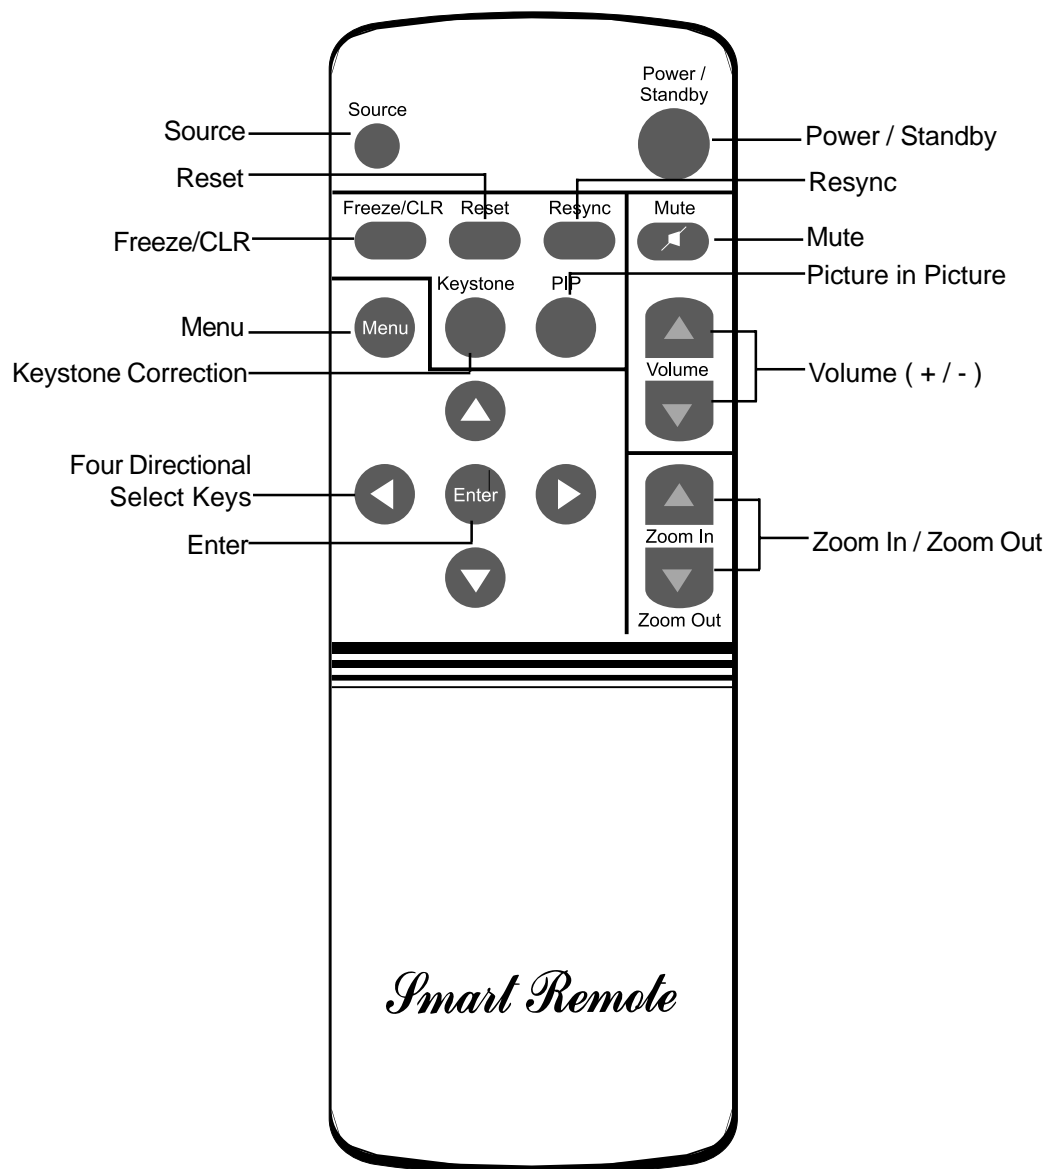 Power /
Standby
Source
Source
Power / Standby
Reset
Resync
Freeze/CLR
Reset
Resync
Mute
Freeze/CLR
Mute
Picture in Picture
Keystone
PIP
Menu
Menu
Keystone Correction
Volume
Volume ( + / - )
Four Directional
Select Keys
Enter
Enter
Zoom In
Zoom In / Zoom Out
Zoom Out
Smart Remote